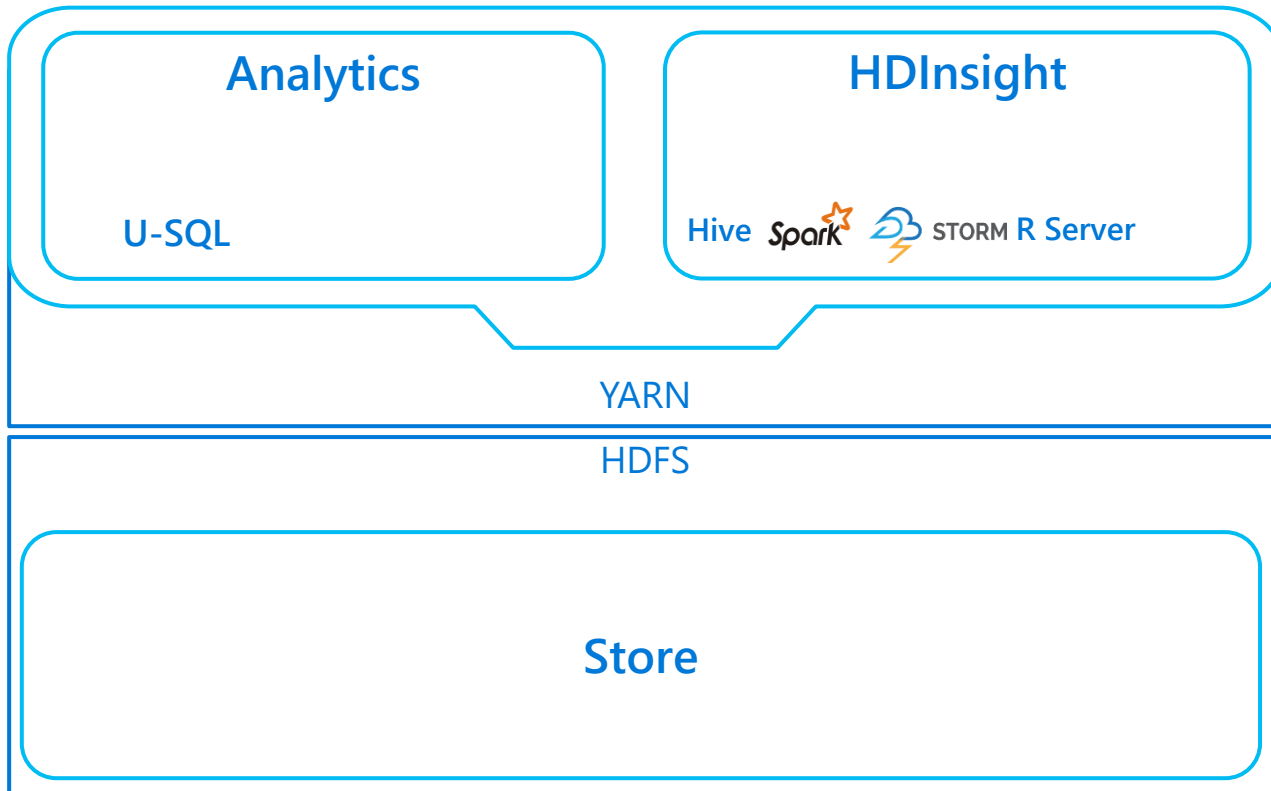 Analytics
HDInsight
U-SQL
Hive Spark STORM R Server
YARN
HDFS
Store